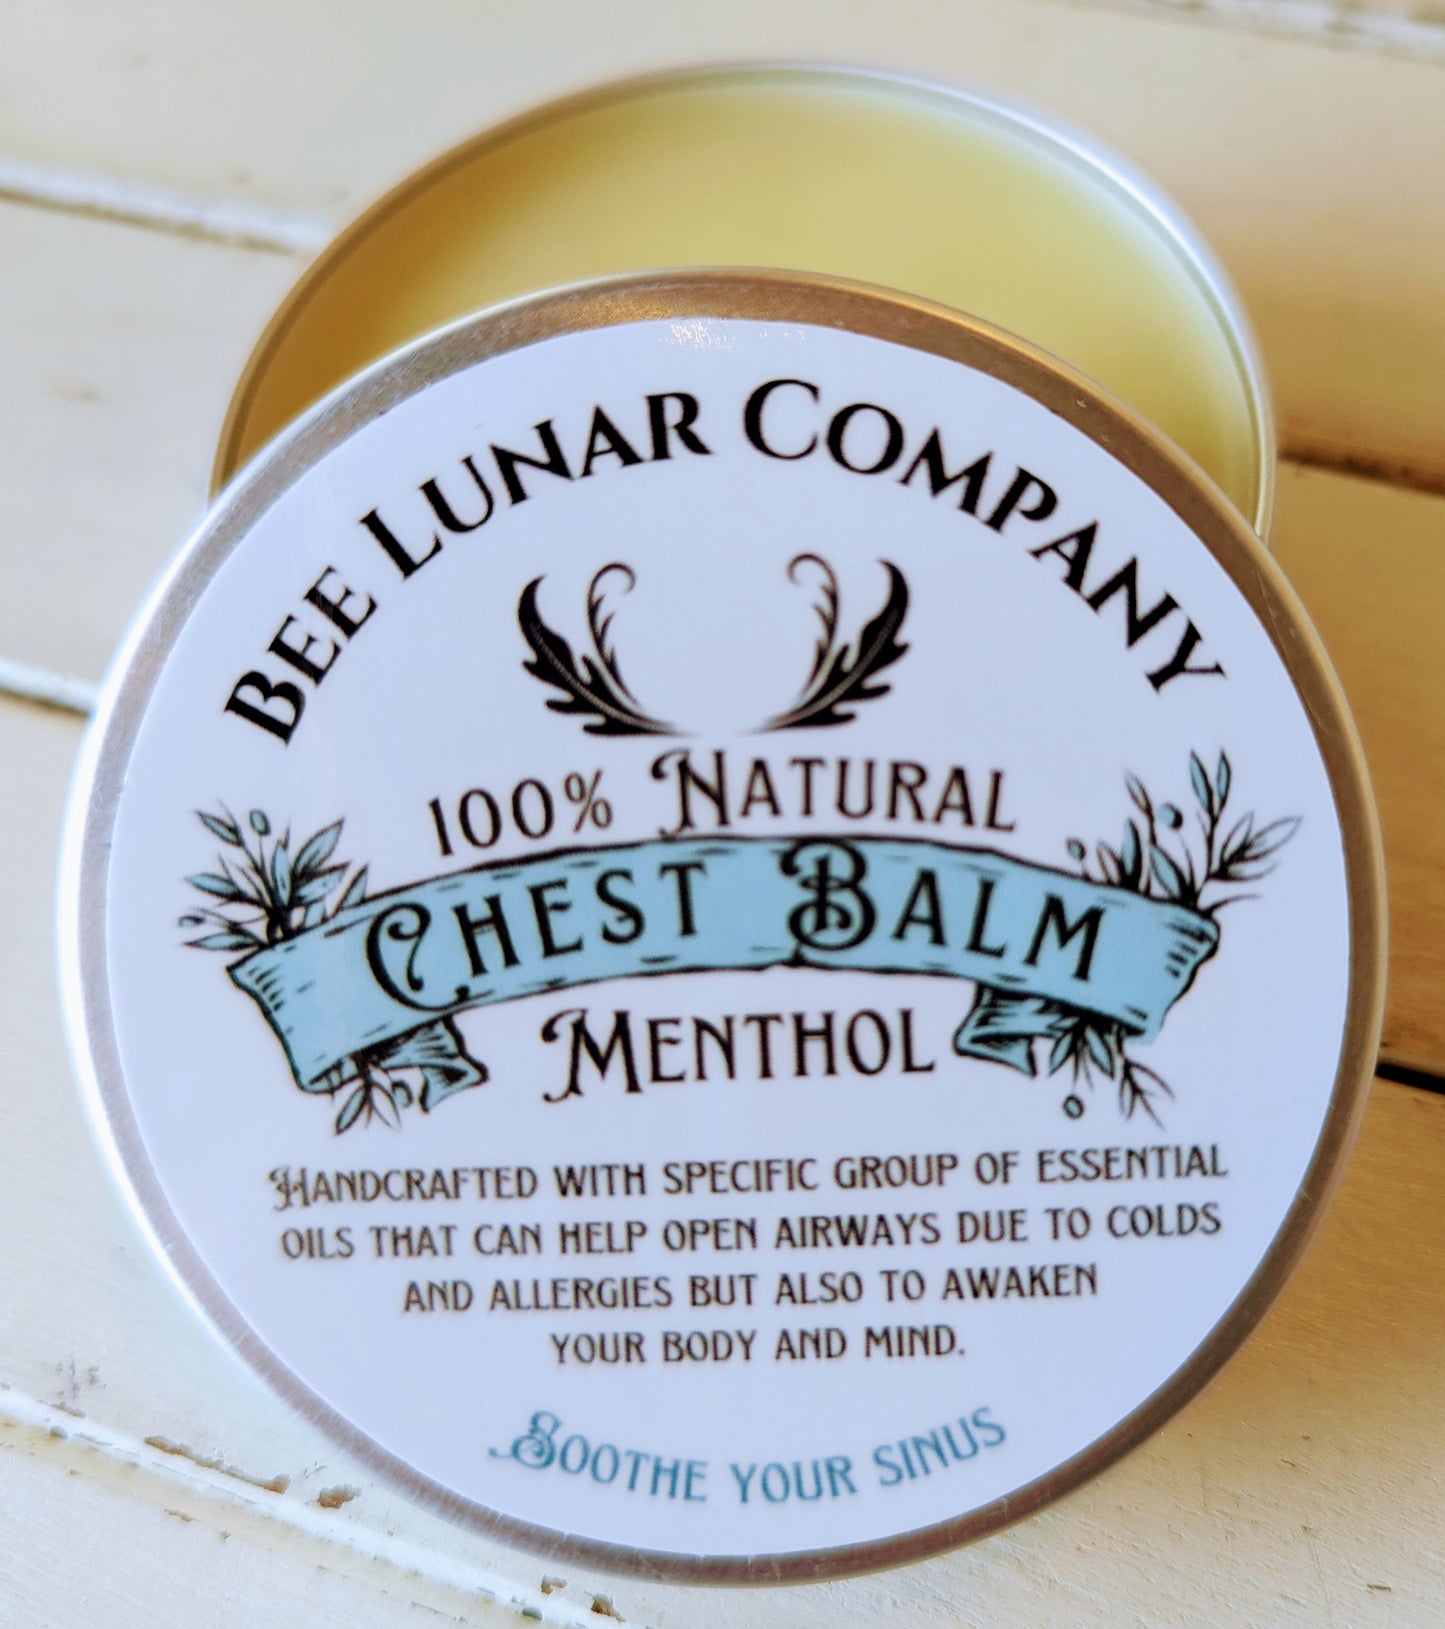 Bee Lunar Company
100% Natural
Chest Balm
Menthol
Handcrafted with specific group of essential
oils that can help open airways due to colds
and allergies but also to awaken
your body and mind.
Soothe your sinus